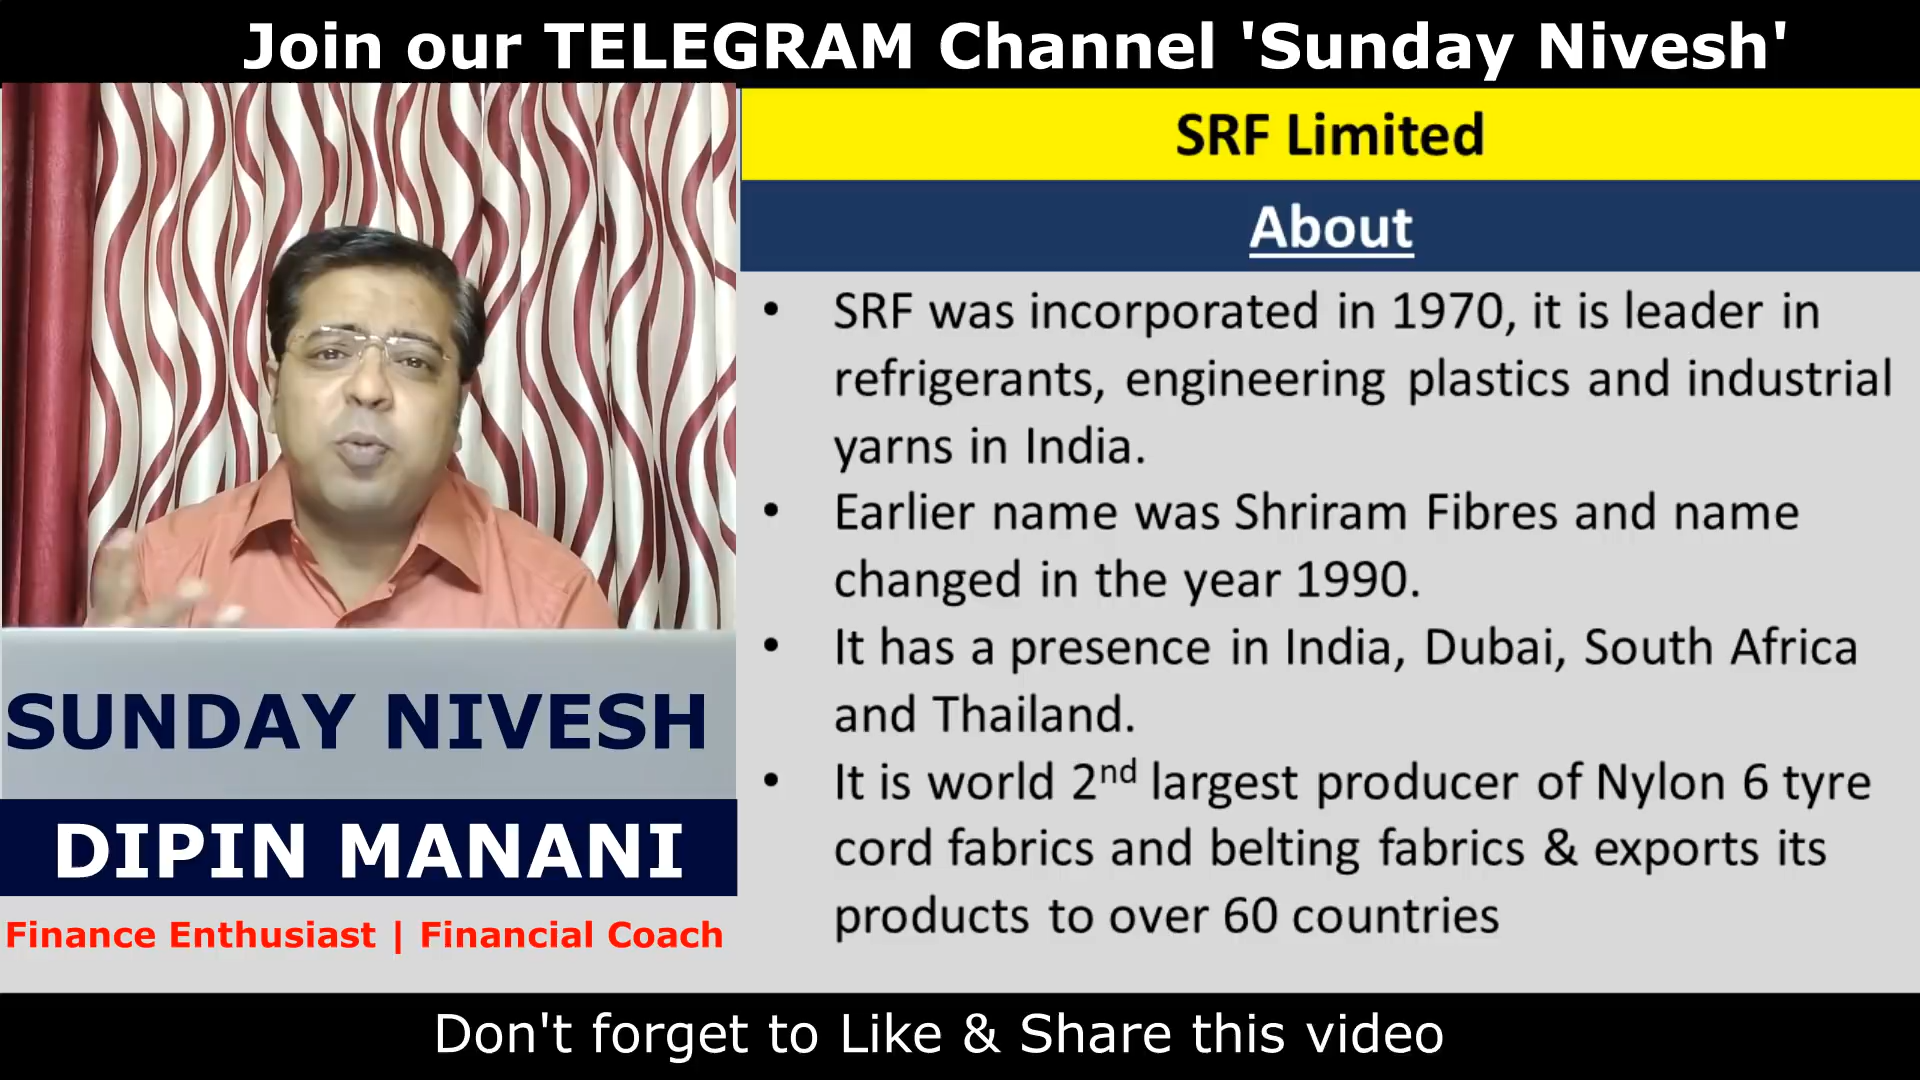 Join our TELEGRAM Channel 'Sunday Nivesh'
SRF Limited
About
• SRF was incorporated in 1970, it is leader in
refrigerants, engineering plastics and industrial
yarns in India.
• Earlier name was Shriram Fibres and name
changed in the year 1990.
• It has a presence in India, Dubai, South Africa
and Thailand.
• It is world 2nd largest producer of Nylon 6 tyre
cord fabrics and belting fabrics & exports its
products to over 60 countries
SUNDAY NIVESH
DIPIN MANANI
Finance Enthusiast | Financial Coach
Don't forget to Like & Share this video